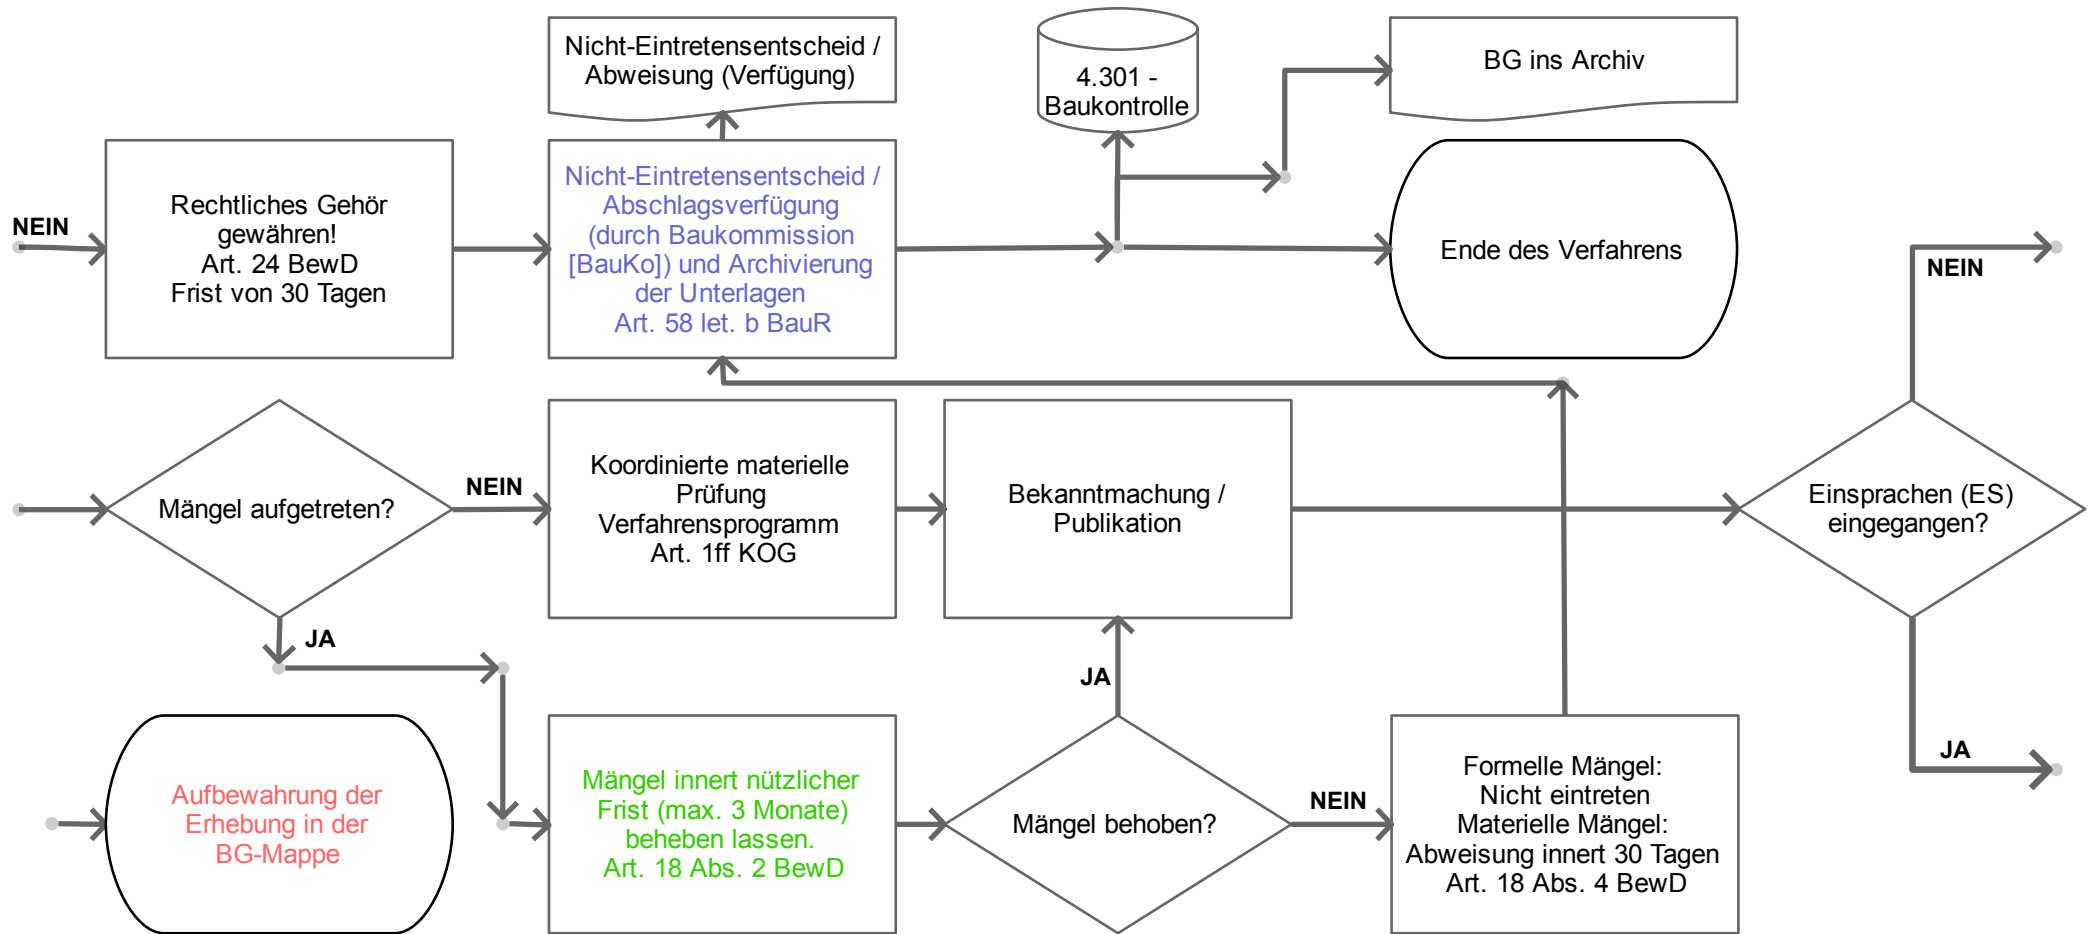 Nicht-Eintretensentscheid /
Abweisung (Verfügung)
4.301 -
Baukontrolle
BG ins Archiv
NEIN
Rechtliches Gehör
gewähren!
Art. 24 BewD
Frist von 30 Tagen
Nicht-Eintretensentscheid /
Abschlagsverfügung
(durch Baukommission
[BauKo]) und Archivierung
der Unterlagen
Art. 58 let. b BauR
Ende des Verfahrens
NEIN
Mängel aufgetreten?
NEIN
Koordinierte materielle
Prüfung
Verfahrensprogramm
Art. 1ff KOG
Bekanntmachung /
Publikation
Einsprachen (ES)
eingegangen?
JA
JA
JA
Aufbewahrung der
Erhebung in der
BG-Mappe
Mängel innert nützlicher
Frist (max. 3 Monate)
beheben lassen.
Art. 18 Abs. 2 BewD
Mängel behoben?
NEIN
Formelle Mängel:
Nicht eintreten
Materielle Mängel:
Abweisung innert 30 Tagen
Art. 18 Abs. 4 BewD